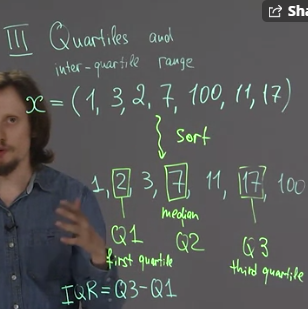 Sha
III Quartiles and
inter-quartile range
x = (1, 3, 2, 7, 100, 11, 17)
Sort
1, 2, 3, 7, 11, 17, 100
median
Q1 Q2 Q3
first quartile third quartile
IQR = Q3-Q1